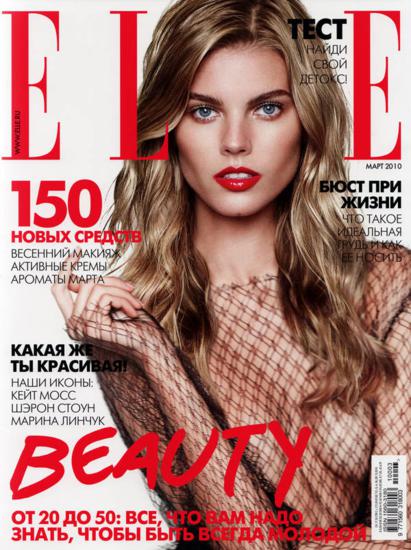 ELLE
WWW.ELLE.RU
ТЕСТ
НАЙДИ
СВОЙ
ДЕТОКС!
МАРТ 2010
150
НОВЫХ СРЕДСТВ
ВЕСЕННИЙ МАКИЯЖ
АКТИВНЫЕ КРЕМЫ
АРОМАТЫ МАРТА
БЮСТ ПРИ
ЖИЗНИ
ЧТО ТАКОЕ
ИДЕАЛЬНАЯ
ГРУДЬ И КАК
ЕЕ НОСИТЬ
КАКАЯ ЖЕ
ТЫ КРАСИВАЯ!
НАШИ ИКОНЫ:
КЕЙТ МОСС
ШЭРОН СТОУН
МАРИНА ЛИНЧУК
BEAUTY
ОТ 20 ДО 50: ВСЕ, ЧТО ВАМ НАДО
ЗНАТЬ, ЧТОБЫ БЫТЬ ВСЕГДА МОЛОДОЙ
10003